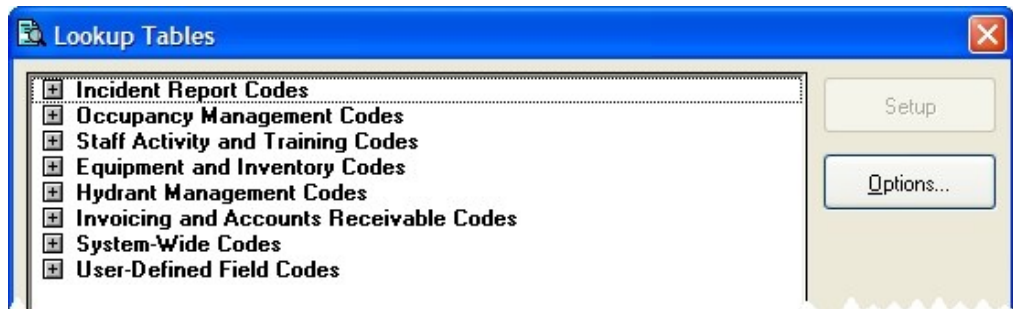 Lookup Tables
Incident Report Codes
Occupancy Management Codes
Staff Activity and Training Codes
Equipment and Inventory Codes
Hydrant Management Codes
Invoicing and Accounts Receivable Codes
System-Wide Codes
User-Defined Field Codes
Setup
Options...